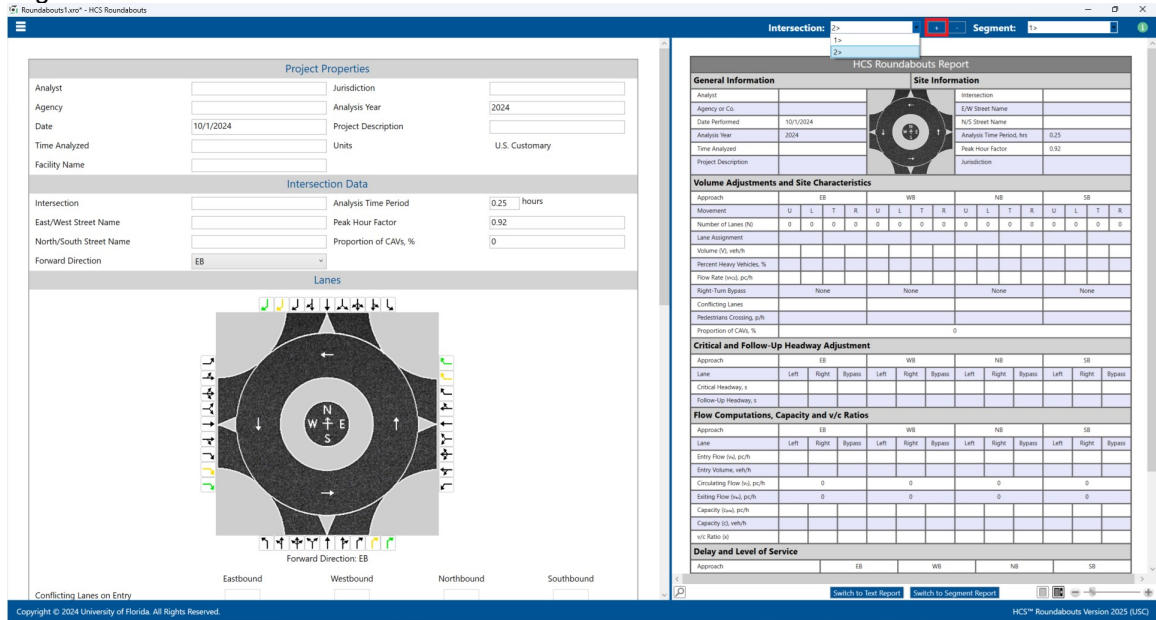 Roundabouts1.xro* - HCS Roundabouts
Intersection: 2> + - Segment: 1>
1>
2>
Project Properties
Analyst Jurisdiction
Agency Analysis Year 2024
Date 10/1/2024 Project Description
Time Analyzed Units U.S. Customary
Facility Name
Intersection Data
Intersection Analysis Time Period 0.25 hours
East/West Street Name Peak Hour Factor 0.92
North/South Street Name Proportion of CAVs, % 0
Forward Direction EB
Lanes
N
W E
S
Forward Direction: EB
Eastbound Westbound Northbound Southbound
Conflicting Lanes on Entry
HCS Roundabouts Report
General Information Site Information
Analyst Intersection
Agency or Co. E/W Street Name
Date Performed 10/1/2024 N/S Street Name
Analysis Year 2024 Analysis Time Period, hrs 0.25
Time Analyzed Peak Hour Factor 0.92
Project Description Jurisdiction
Volume Adjustments and Site Characteristics
Approach EB WB NB SB
Movement U L T R U L T R U L T R U L T R
Number of Lanes (N) 0 0 0 0 0 0 0 0 0 0 0 0 0 0 0 0
Lane Assignment
Volume (V), veh/h
Percent Heavy Vehicles, %
Flow Rate (vPCE), pc/h
Right-Turn Bypass None None None None
Conflicting Lanes
Pedestrians Crossing, p/h
Proportion of CAVs, % 0
Critical and Follow-Up Headway Adjustment
Approach EB WB NB SB
Lane Left Right Bypass Left Right Bypass Left Right Bypass Left Right Bypass
Critical Headway, s
Follow-Up Headway, s
Flow Computations, Capacity and v/c Ratios
Approach EB WB NB SB
Lane Left Right Bypass Left Right Bypass Left Right Bypass Left Right Bypass
Entry Flow (ve), pc/h
Entry Volume, veh/h
Circulating Flow (vc), pc/h 0 0 0 0
Exiting Flow (vex), pc/h 0 0 0 0
Capacity (cpce), pc/h
Capacity (c), veh/h
v/c Ratio (x)
Delay and Level of Service
Approach EB WB NB SB
Switch to Text Report Switch to Segment Report
Copyright © 2024 University of Florida. All Rights Reserved. HCS™ Roundabouts Version 2025 (USC)